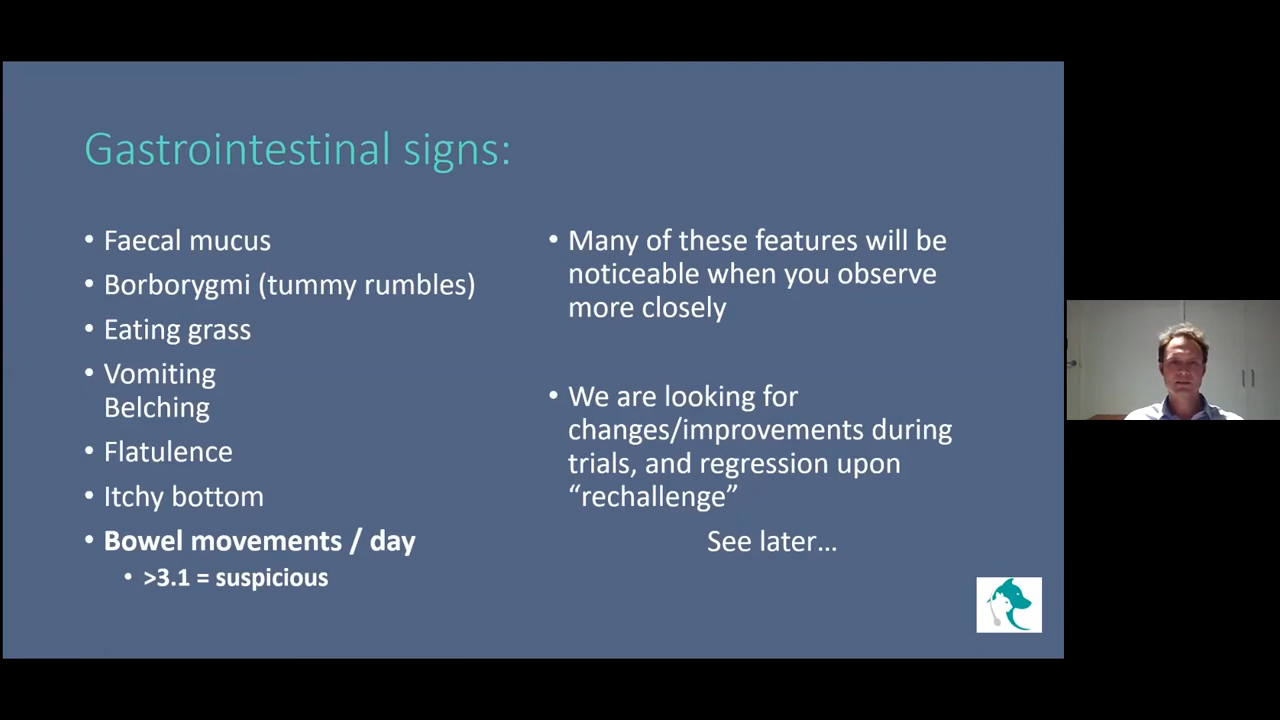 Gastrointestinal signs:
• Faecal mucus
• Borborygmi (tummy rumbles)
• Eating grass
• Vomiting
Belching
• Flatulence
• Itchy bottom
• Bowel movements / day
• >3.1 = suspicious
• Many of these features will be
noticeable when you observe
more closely
• We are looking for
changes/improvements during
trials, and regression upon
“rechallenge”
See later…